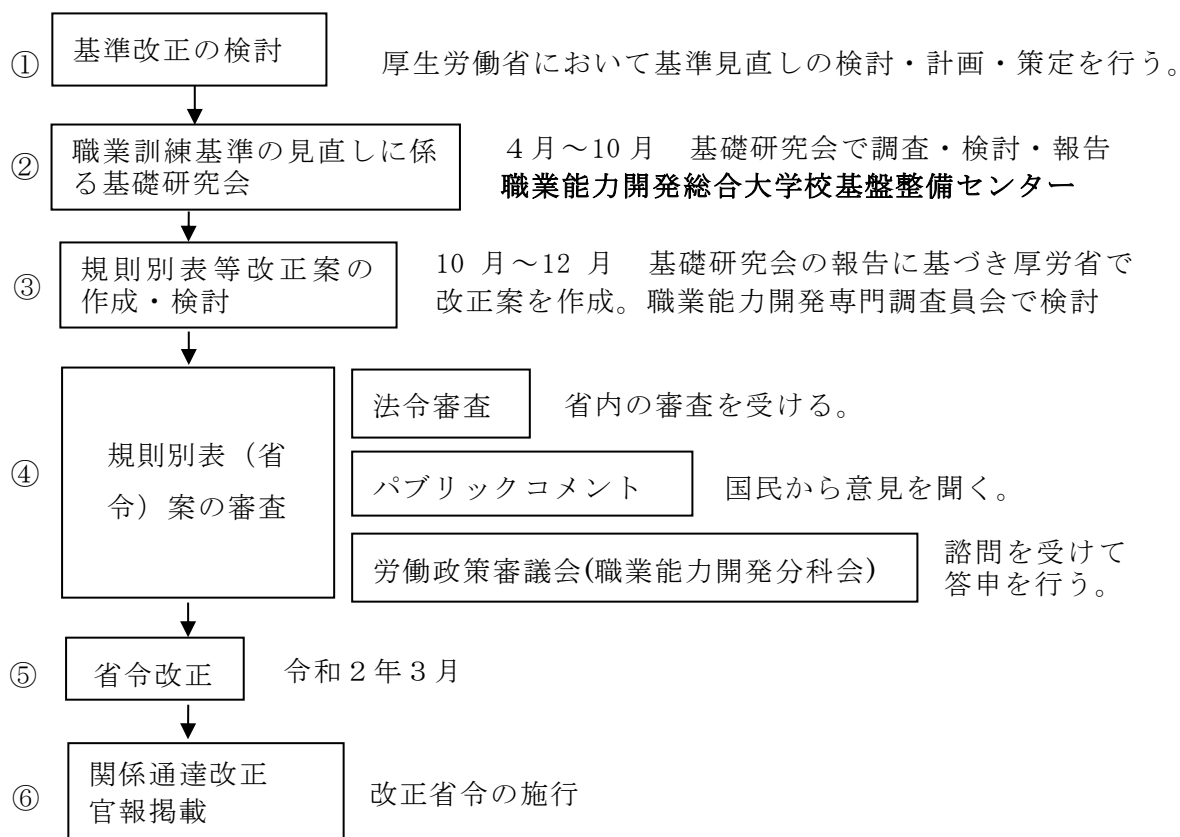 ① 基準改正の検討 厚生労働省において基準見直しの検討・計画・策定を行う。
② 職業訓練基準の見直しに係
る基礎研究会
4月～10月 基礎研究会で調査・検討・報告
職業能力開発総合大学校基盤整備センター
③ 規則別表等改正案の
作成・検討
10月～12月 基礎研究会の報告に基づき厚労省で
改正案を作成。職業能力開発専門調査員会で検討
④ 規則別表（省
令）案の審査
法令審査 省内の審査を受ける。
パブリックコメント 国民から意見を聞く。
労働政策審議会(職業能力開発分科会) 諮問を受けて
答申を行う。
⑤ 省令改正 令和２年３月
⑥ 関係通達改正
官報掲載
改正省令の施行